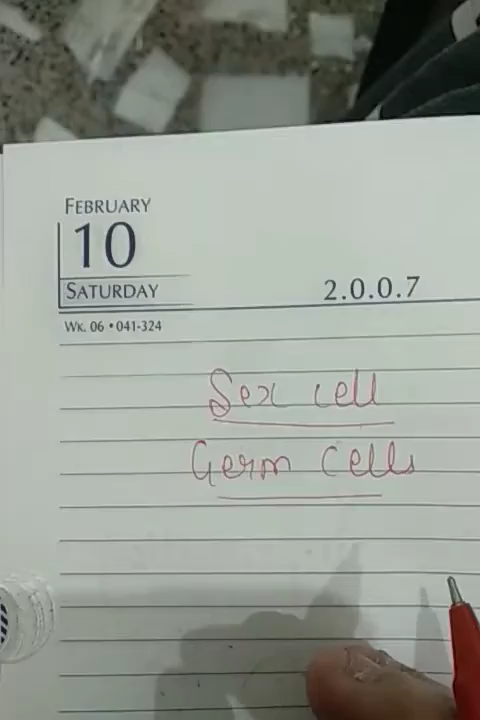 FEBRUARY
10
SATURDAY
2.0.0.7
WK. 06 • 041-324
Sex cell
Germ Cells